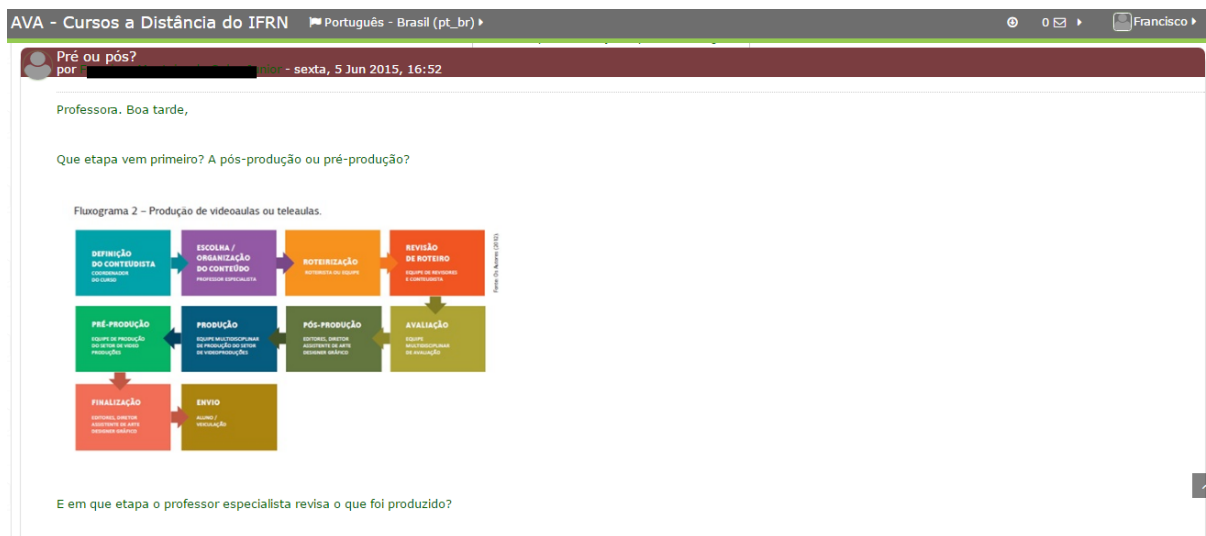 AVA - Cursos a Distância do IFRN Português - Brasil (pt_br) 0 Francisco
Pré ou pós?
por - sexta, 5 Jun 2015, 16:52
Professora. Boa tarde,
Que etapa vem primeiro? A pós-produção ou pré-produção?
Fluxograma 2 – Produção de videoaulas ou teleaulas.
DEFINIÇÃO
DO CONTEUDISTA
COORDENADOR
DO CURSO
ESCOLHA /
ORGANIZAÇÃO
DO CONTEÚDO
PROFESSOR ESPECIALISTA
ROTEIRIZAÇÃO
ROTEIRISTA OU EQUIPE
REVISÃO
DE ROTEIRO
EQUIPE DE REVISORES
E CONTEUDISTA
Fonte: Os Autores (2012).
PRÉ-PRODUÇÃO
EQUIPE DE PRODUÇÃO
DO SETOR DE VIDEO
PRODUÇÕES
PRODUÇÃO
EQUIPE MULTIDISCIPLINAR
DE PRODUÇÃO DO SETOR
DE VIDEOPRODUÇÕES
PÓS-PRODUÇÃO
EDITORES, DIRETOR
ASSISTENTE DE ARTE
DESIGNER GRÁFICO
AVALIAÇÃO
EQUIPE
MULTIDISCIPLINAR
DE AVALIAÇÃO
FINALIZAÇÃO
EDITORES, DIRETOR
ASSISTENTE DE ARTE
DESIGNER GRÁFICO
ENVIO
ALUNO /
VEICULAÇÃO
E em que etapa o professor especialista revisa o que foi produzido?